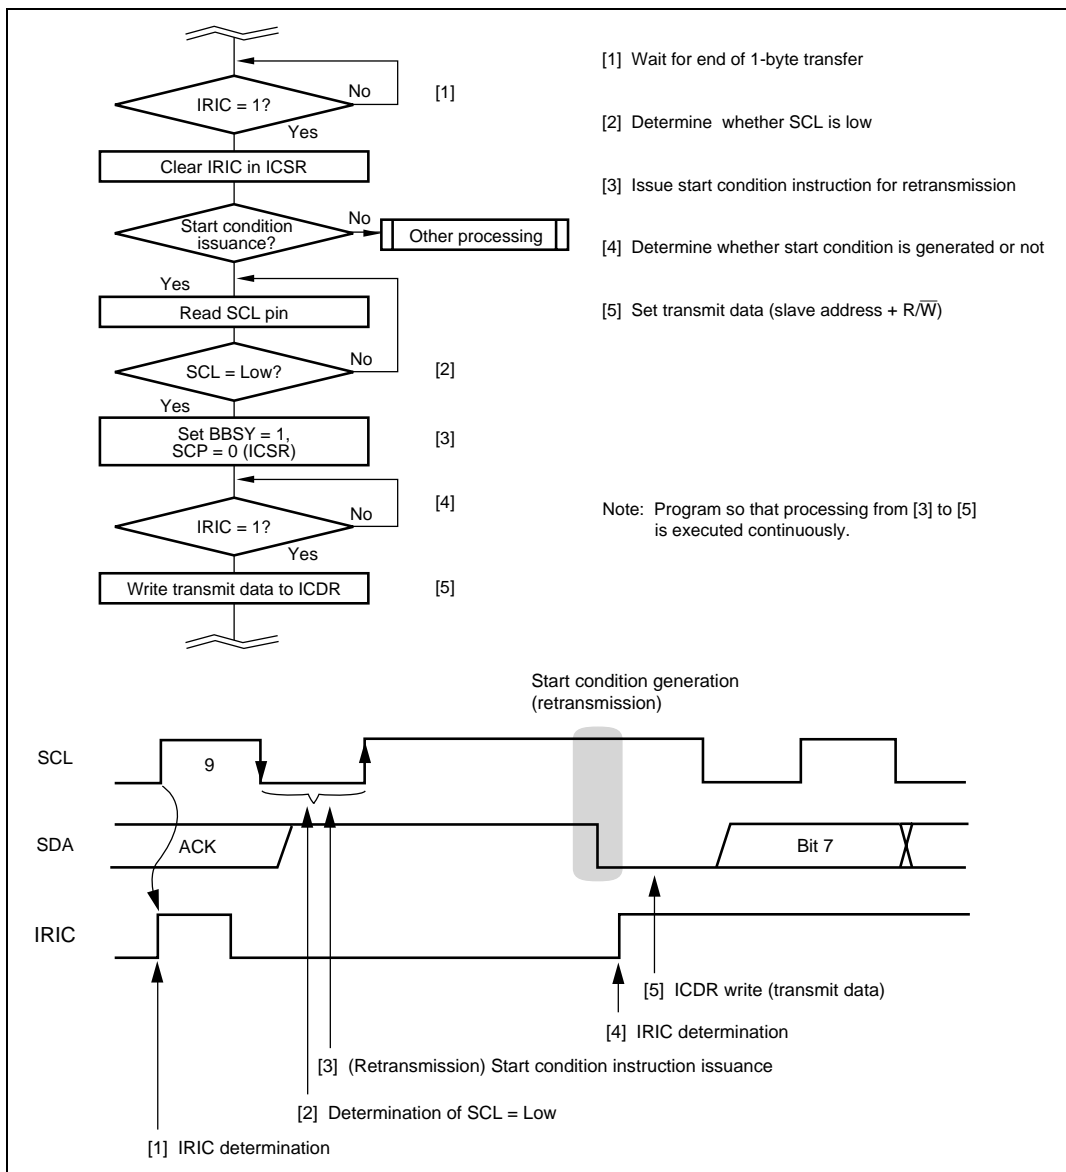 IRIC = 1?
No
[1]
Yes
Clear IRIC in ICSR
Start condition
issuance?
No
Other processing
Yes
Read SCL pin
SCL = Low?
No
[2]
Yes
Set BBSY = 1,
SCP = 0 (ICSR)
[3]
IRIC = 1?
No
[4]
Yes
Write transmit data to ICDR
[5]
[1] Wait for end of 1-byte transfer
[2] Determine whether SCL is low
[3] Issue start condition instruction for retransmission
[4] Determine whether start condition is generated or not
[5] Set transmit data (slave address + R/W̅)
Note: Program so that processing from [3] to [5]
is executed continuously.
Start condition generation
(retransmission)
SCL
9
SDA
ACK
Bit 7
IRIC
[5] ICDR write (transmit data)
[4] IRIC determination
[3] (Retransmission) Start condition instruction issuance
[2] Determination of SCL = Low
[1] IRIC determination